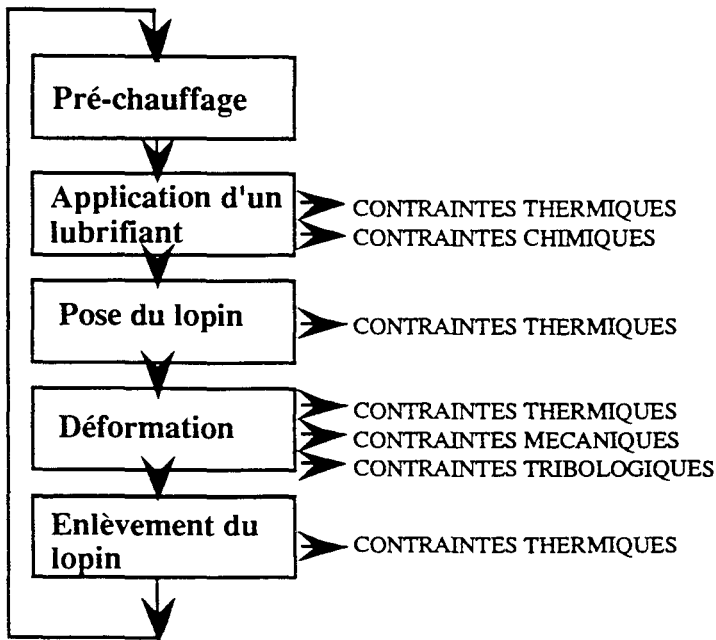 Pré-chauffage
Application d'un
lubrifiant
CONTRAINTES THERMIQUES
CONTRAINTES CHIMIQUES
Pose du lopin
CONTRAINTES THERMIQUES
Déformation
CONTRAINTES THERMIQUES
CONTRAINTES MECANIQUES
CONTRAINTES TRIBOLOGIQUES
Enlèvement du
lopin
CONTRAINTES THERMIQUES